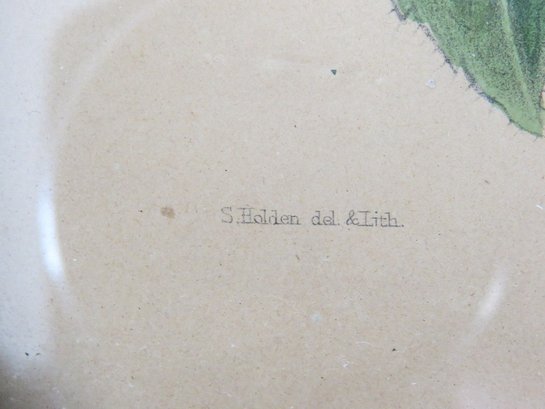 S. Holden del. & Lith.